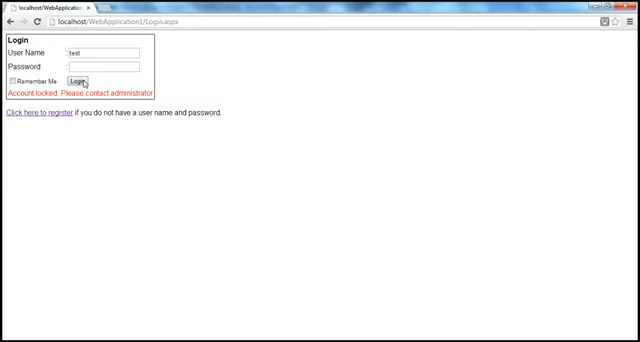 localhost/WebApplication
localhost/WebApplication1/Login.aspx
Login
User Name : test
Password :
Remember Me Login
Account locked. Please contact administrator
Click here to register if you do not have a user name and password.